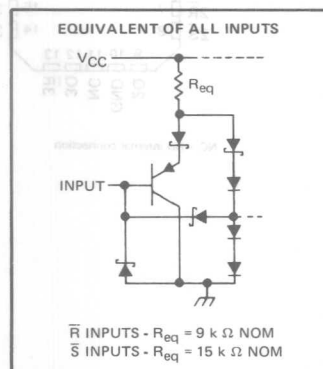 EQUIVALENT OF ALL INPUTS
VCC
Req
INPUT
R̅ INPUTS - Req = 9 k Ω NOM
S̅ INPUTS - Req = 15 k Ω NOM